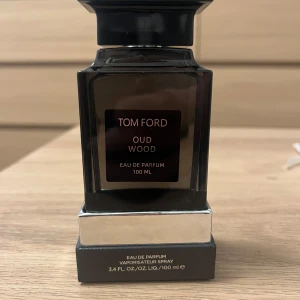 TOM FORD
OUD
WOOD
EAU DE PARFUM
100 ML
EAU DE PARFUM
VAPORISATEUR SPRAY
3.4 FL. OZ./OZ. LIQ./100 ml ℮